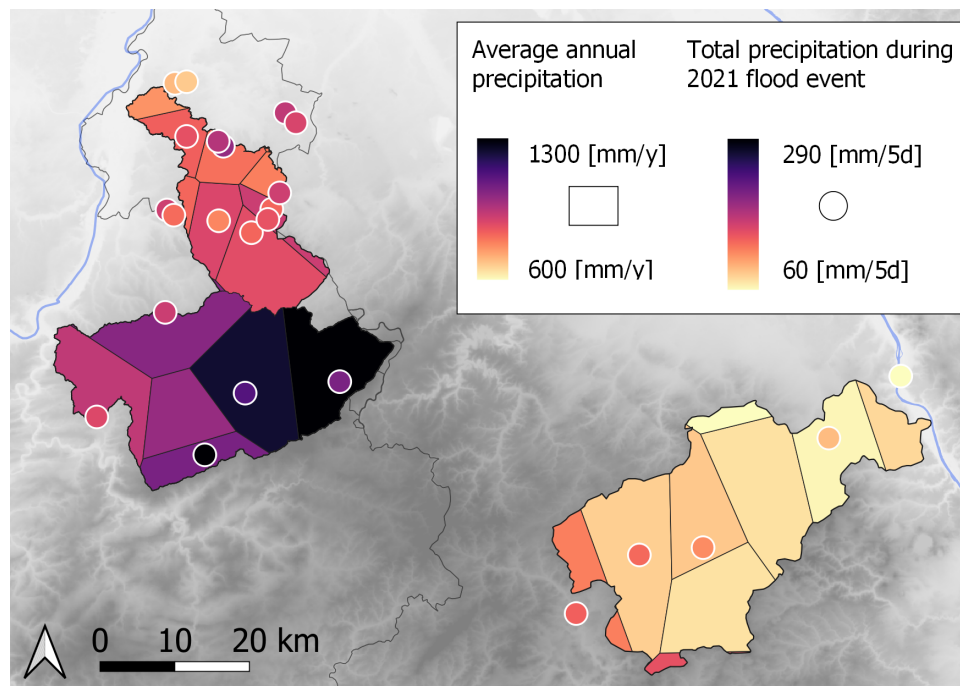 Average annual
precipitation
1300 [mm/y]
600 [mm/y]
Total precipitation during
2021 flood event
290 [mm/5d]
60 [mm/5d]
0 10 20 km